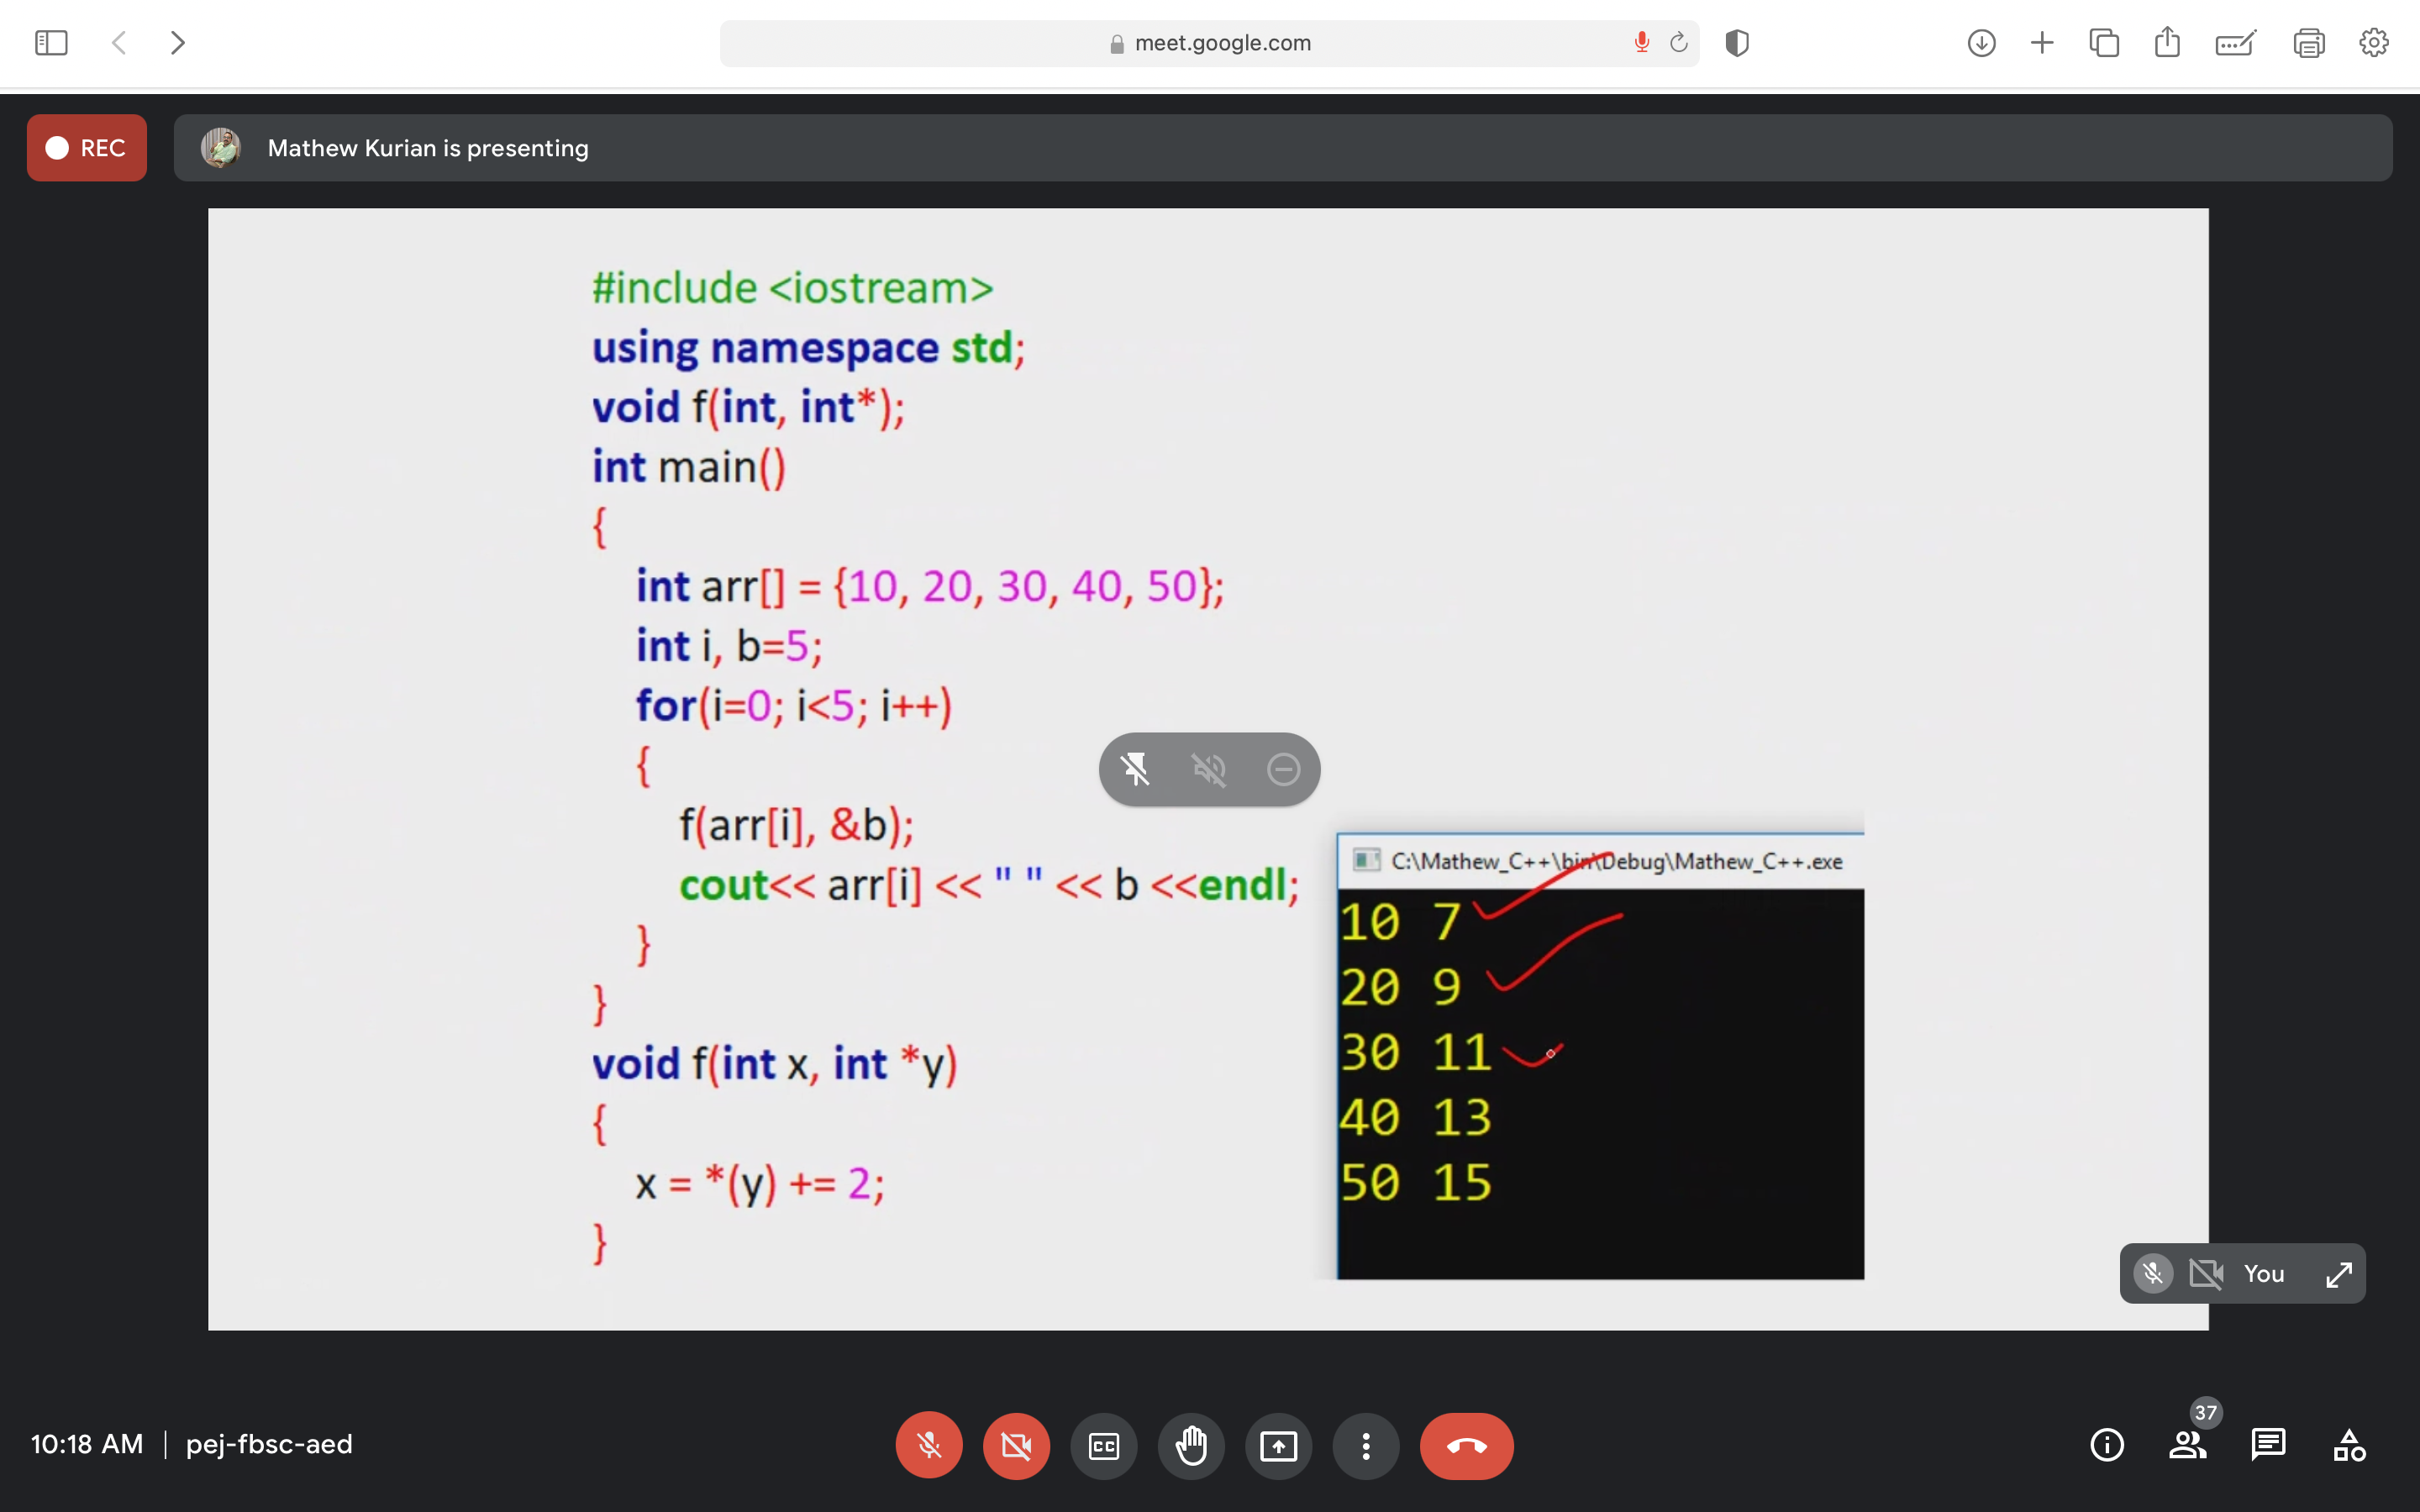 meet.google.com
REC
Mathew Kurian is presenting
#include <iostream>
using namespace std;
void f(int, int*);
int main()
{
int arr[] = {10, 20, 30, 40, 50};
int i, b=5;
for(i=0; i<5; i++)
{
f(arr[i], &b);
cout<< arr[i] << " " << b <<endl;
}
}
void f(int x, int *y)
{
x = *(y) += 2;
}
C:\Mathew_C++\bin\Debug\Mathew_C++.exe
10 7
20 9
30 11
40 13
50 15
You
10:18 AM | pej-fbsc-aed
CC
37